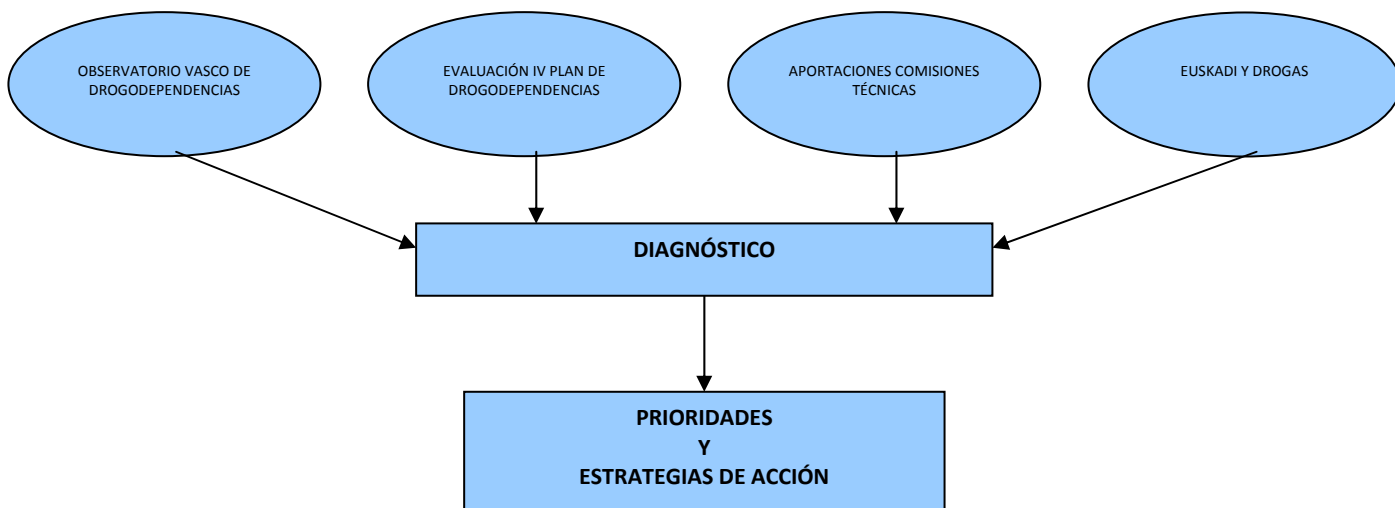 OBSERVATORIO VASCO DE
DROGODEPENDENCIAS
EVALUACIÓN IV PLAN DE
DROGODEPENDENCIAS
APORTACIONES COMISIONES
TÉCNICAS
EUSKADI Y DROGAS
DIAGNÓSTICO
PRIORIDADES
Y
ESTRATEGIAS DE ACCIÓN